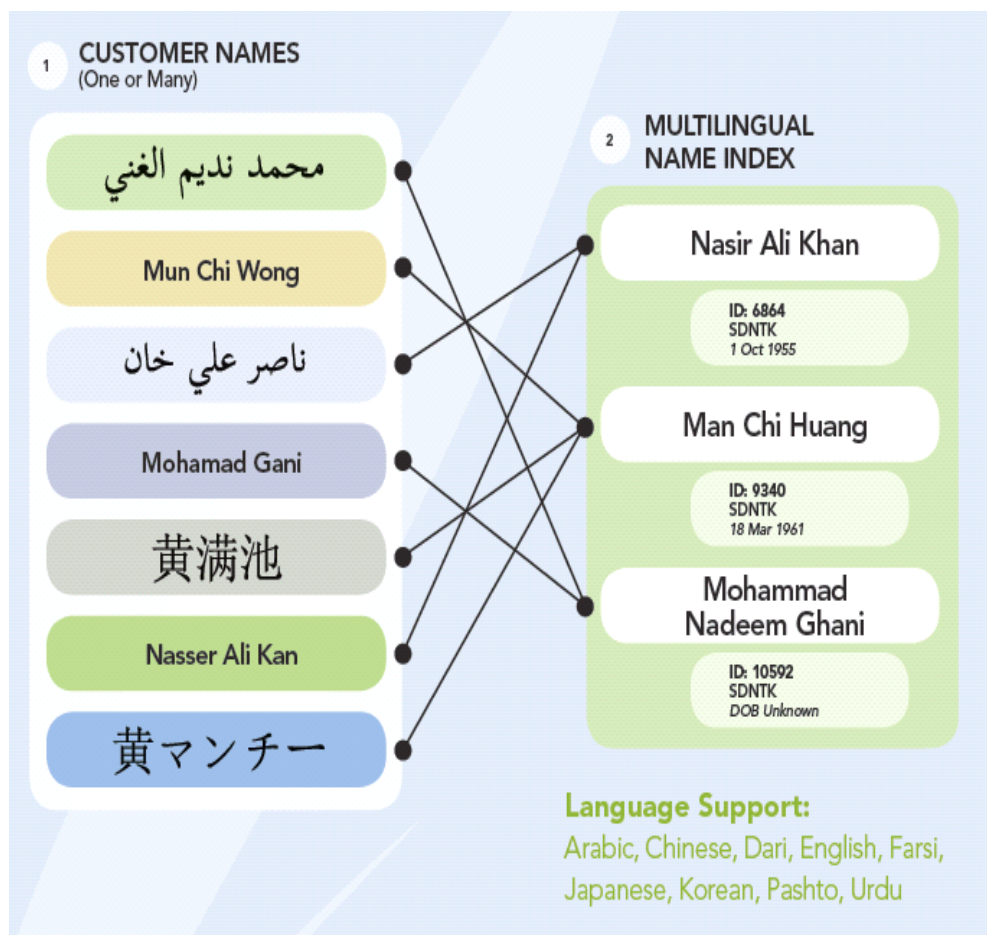 1
CUSTOMER NAMES
(One or Many)
محمد نديم الغني
Mun Chi Wong
ناصر علي خان
Mohamad Gani
黄满池
Nasser Ali Kan
黄マンチー
2
MULTILINGUAL
NAME INDEX
Nasir Ali Khan
ID: 6864
SDNTK
1 Oct 1955
Man Chi Huang
ID: 9340
SDNTK
18 Mar 1961
Mohammad
Nadeem Ghani
ID: 10592
SDNTK
DOB Unknown
Language Support:
Arabic, Chinese, Dari, English, Farsi,
Japanese, Korean, Pashto, Urdu